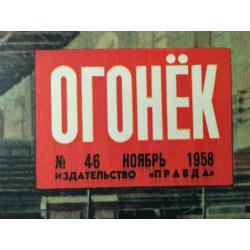 ОГОНЁК
№ 46 НОЯБРЬ 1958
ИЗДАТЕЛЬСТВО «ПРАВДА»